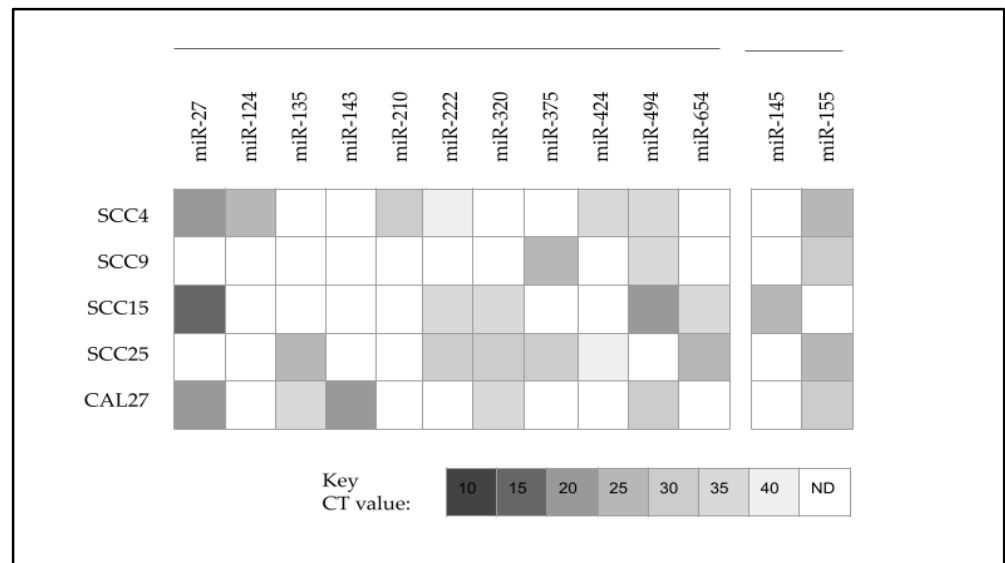 miR-27 miR-124 miR-135 miR-143 miR-210 miR-222 miR-320 miR-375 miR-424 miR-494 miR-654 miR-145 miR-155
SCC4
SCC9
SCC15
SCC25
CAL27
Key
CT value:
10 15 20 25 30 35 40 ND